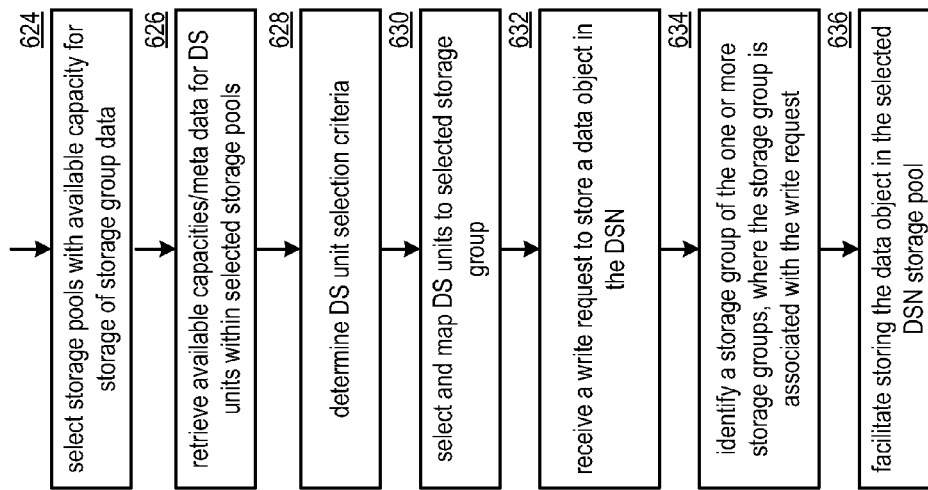 624
select storage pools with available capacity for
storage of storage group data
626
retrieve available capacities/meta data for DS
units within selected storage pools
628
determine DS unit selection criteria
630
select and map DS units to selected storage
group
632
receive a write request to store a data object in
the DSN
634
identify a storage group of the one or more
storage groups, where the storage group is
associated with the write request
636
facilitate storing the data object in the selected
DSN storage pool